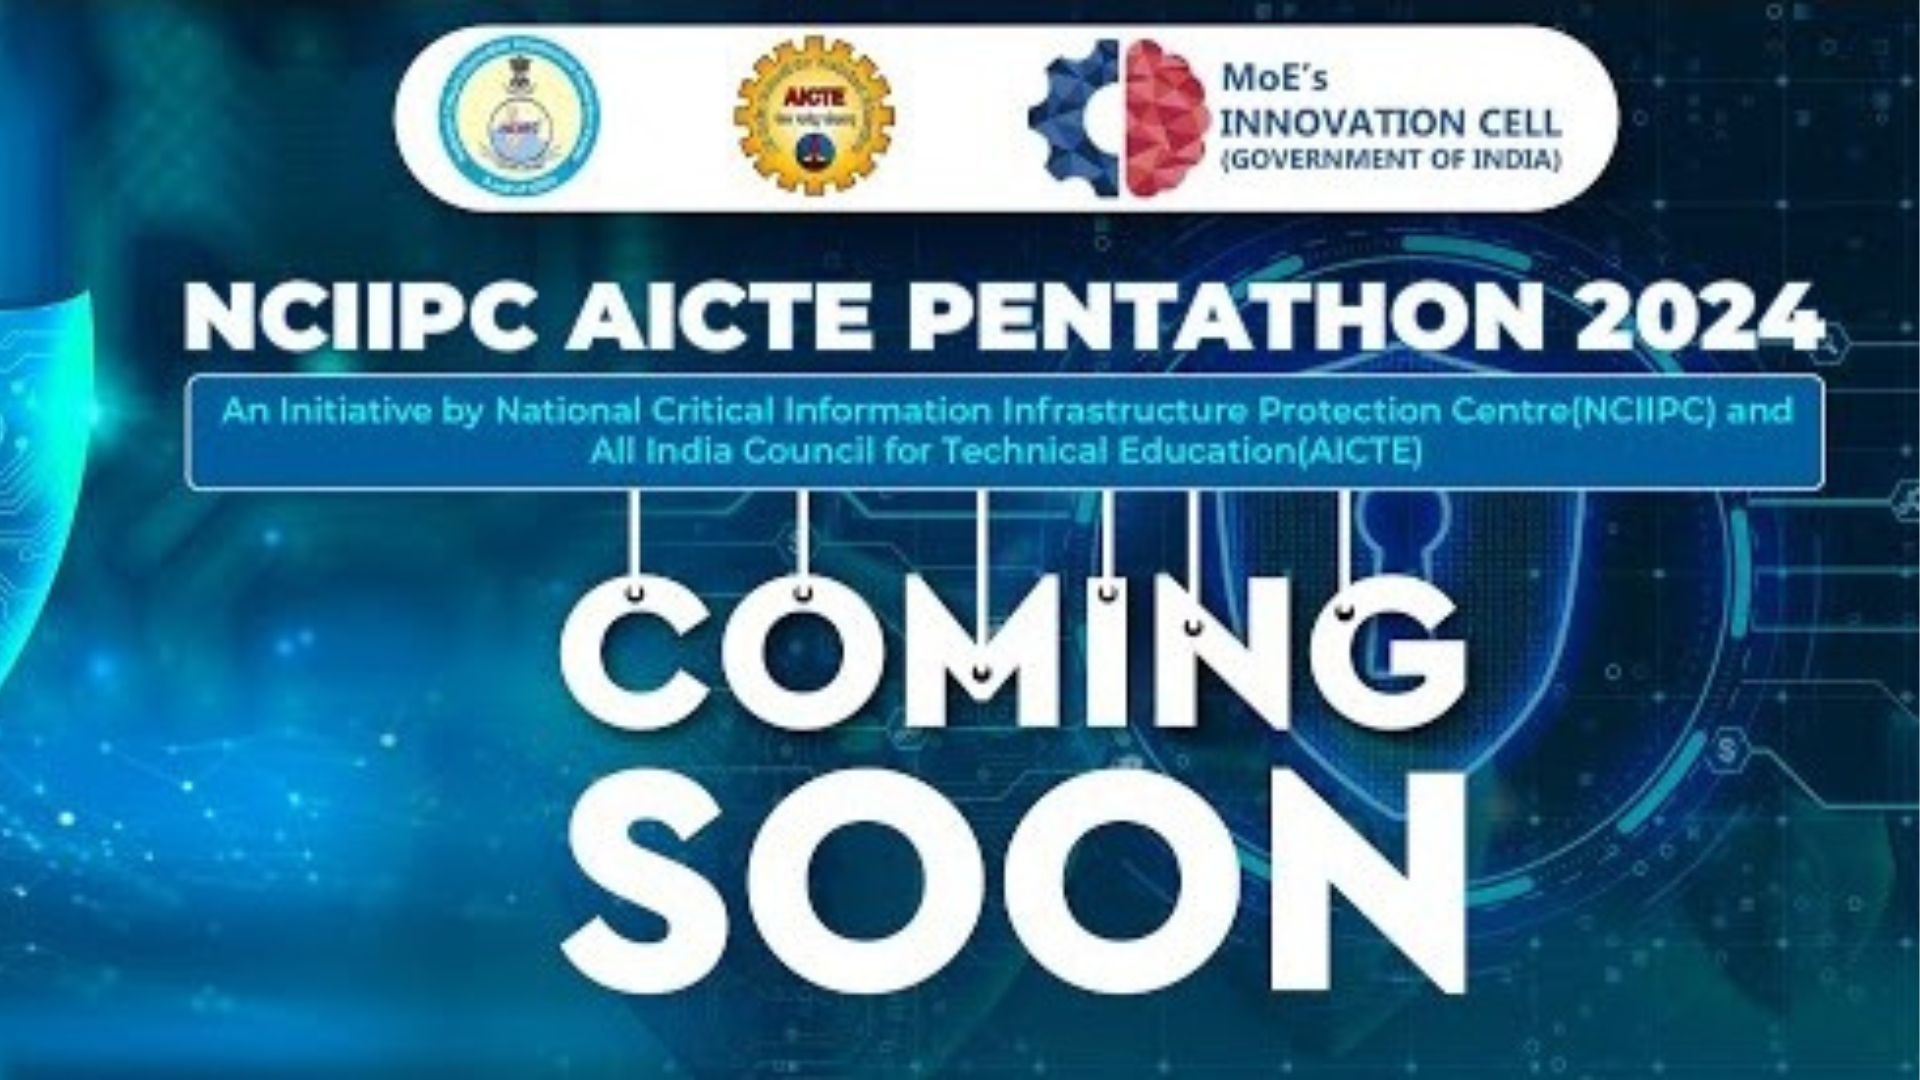 AICTE
MoE's
INNOVATION CELL
(GOVERNMENT OF INDIA)
NCIIPC AICTE PENTATHON 2024
An Initiative by National Critical Information Infrastructure Protection Centre(NCIIPC) and
All India Council for Technical Education(AICTE)
COMING
SOON